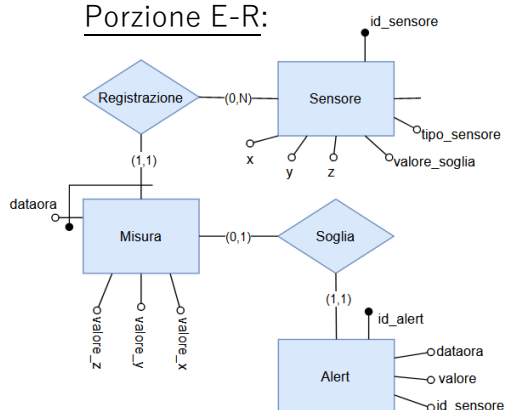 Porzione E-R:
id_sensore
Registrazione
(0,N)
Sensore
tipo_sensore
x
y
z
valore_soglia
(1,1)
dataora
Misura
(0,1)
Soglia
valore_z
valore_y
valore_x
(1,1)
id_alert
Alert
dataora
valore
id_sensore